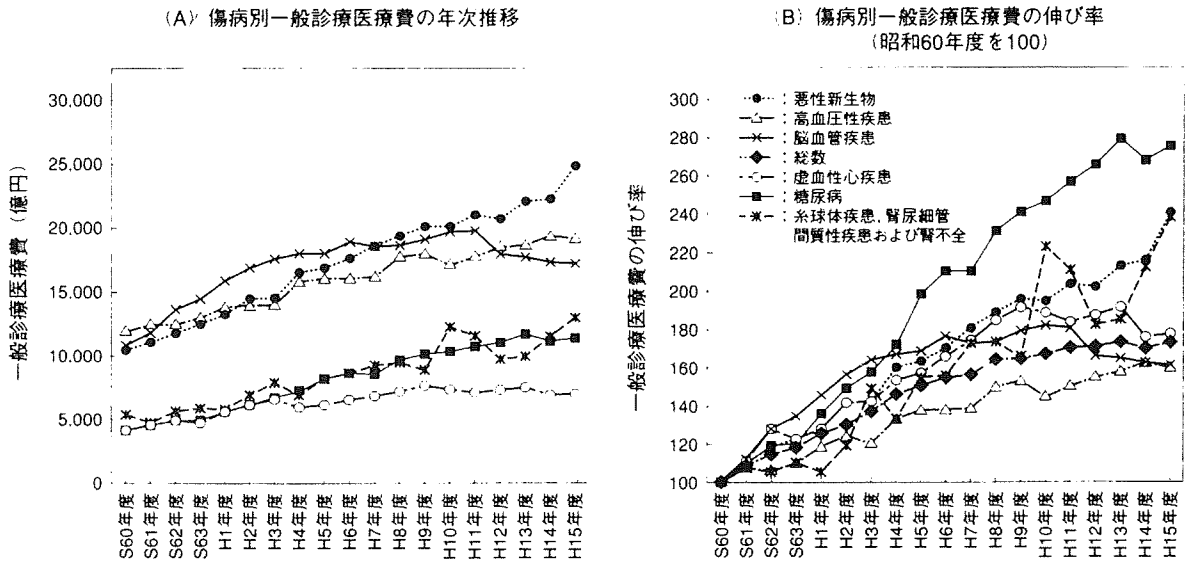 (A) 傷病別一般診療医療費の年次推移
一般診療医療費 (億円)
30,000
25,000
20,000
15,000
10,000
5,000
0
S60年度
S61年度
S62年度
S63年度
H1年度
H2年度
H3年度
H4年度
H5年度
H6年度
H7年度
H8年度
H9年度
H10年度
H11年度
H12年度
H13年度
H14年度
H15年度
(B) 傷病別一般診療医療費の伸び率
(昭和60年度を100)
一般診療医療費の伸び率
300
280
260
240
220
200
180
160
140
120
100
：悪性新生物
：高血圧性疾患
：脳血管疾患
：総数
：虚血性心疾患
：糖尿病
：糸球体疾患，腎尿細管
間質性疾患および腎不全
S60年度
S61年度
S62年度
S63年度
H1年度
H2年度
H3年度
H4年度
H5年度
H6年度
H7年度
H8年度
H9年度
H10年度
H11年度
H12年度
H13年度
H14年度
H15年度